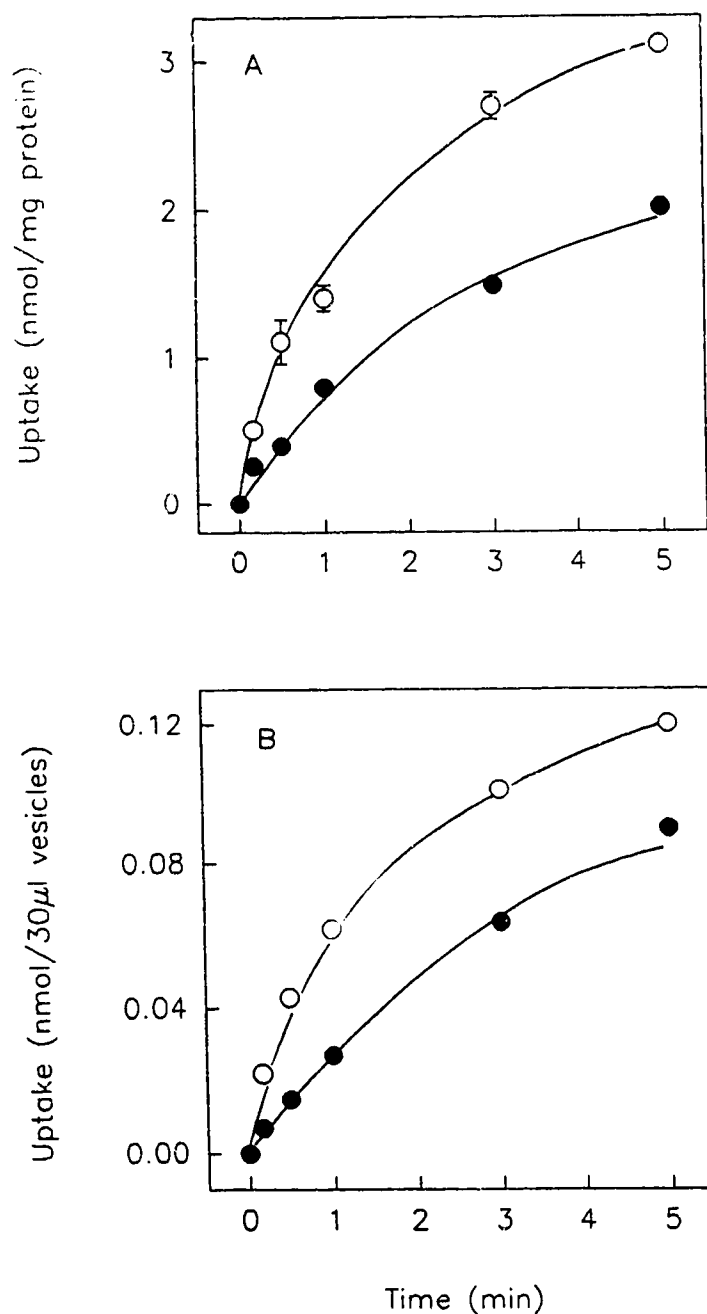 A
Uptake (nmol/mg protein)
3
2
1
0
0 1 2 3 4 5
B
Uptake (nmol/30μl vesicles)
0.12
0.08
0.04
0.00
0 1 2 3 4 5
Time (min)